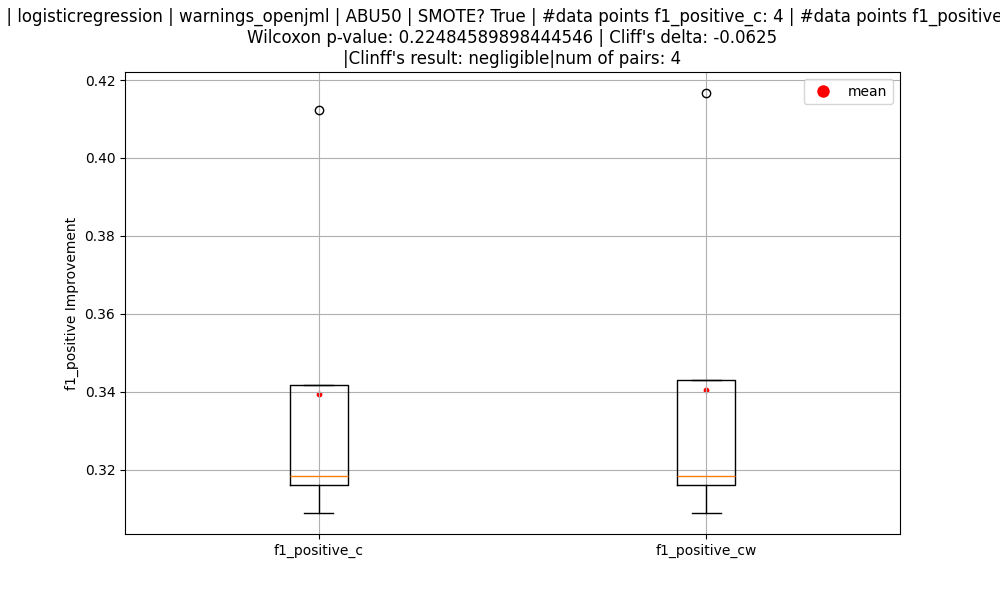 | logisticregression | warnings_openjml | ABU50 | SMOTE? True | #data points f1_positive_c: 4 | #data points f1_positive
Wilcoxon p-value: 0.22484589898444546 | Cliff's delta: -0.0625
|Clinff's result: negligible|num of pairs: 4
mean
0.42
0.40
0.38
0.36
0.34
0.32
f1_positive Improvement
f1_positive_c
f1_positive_cw